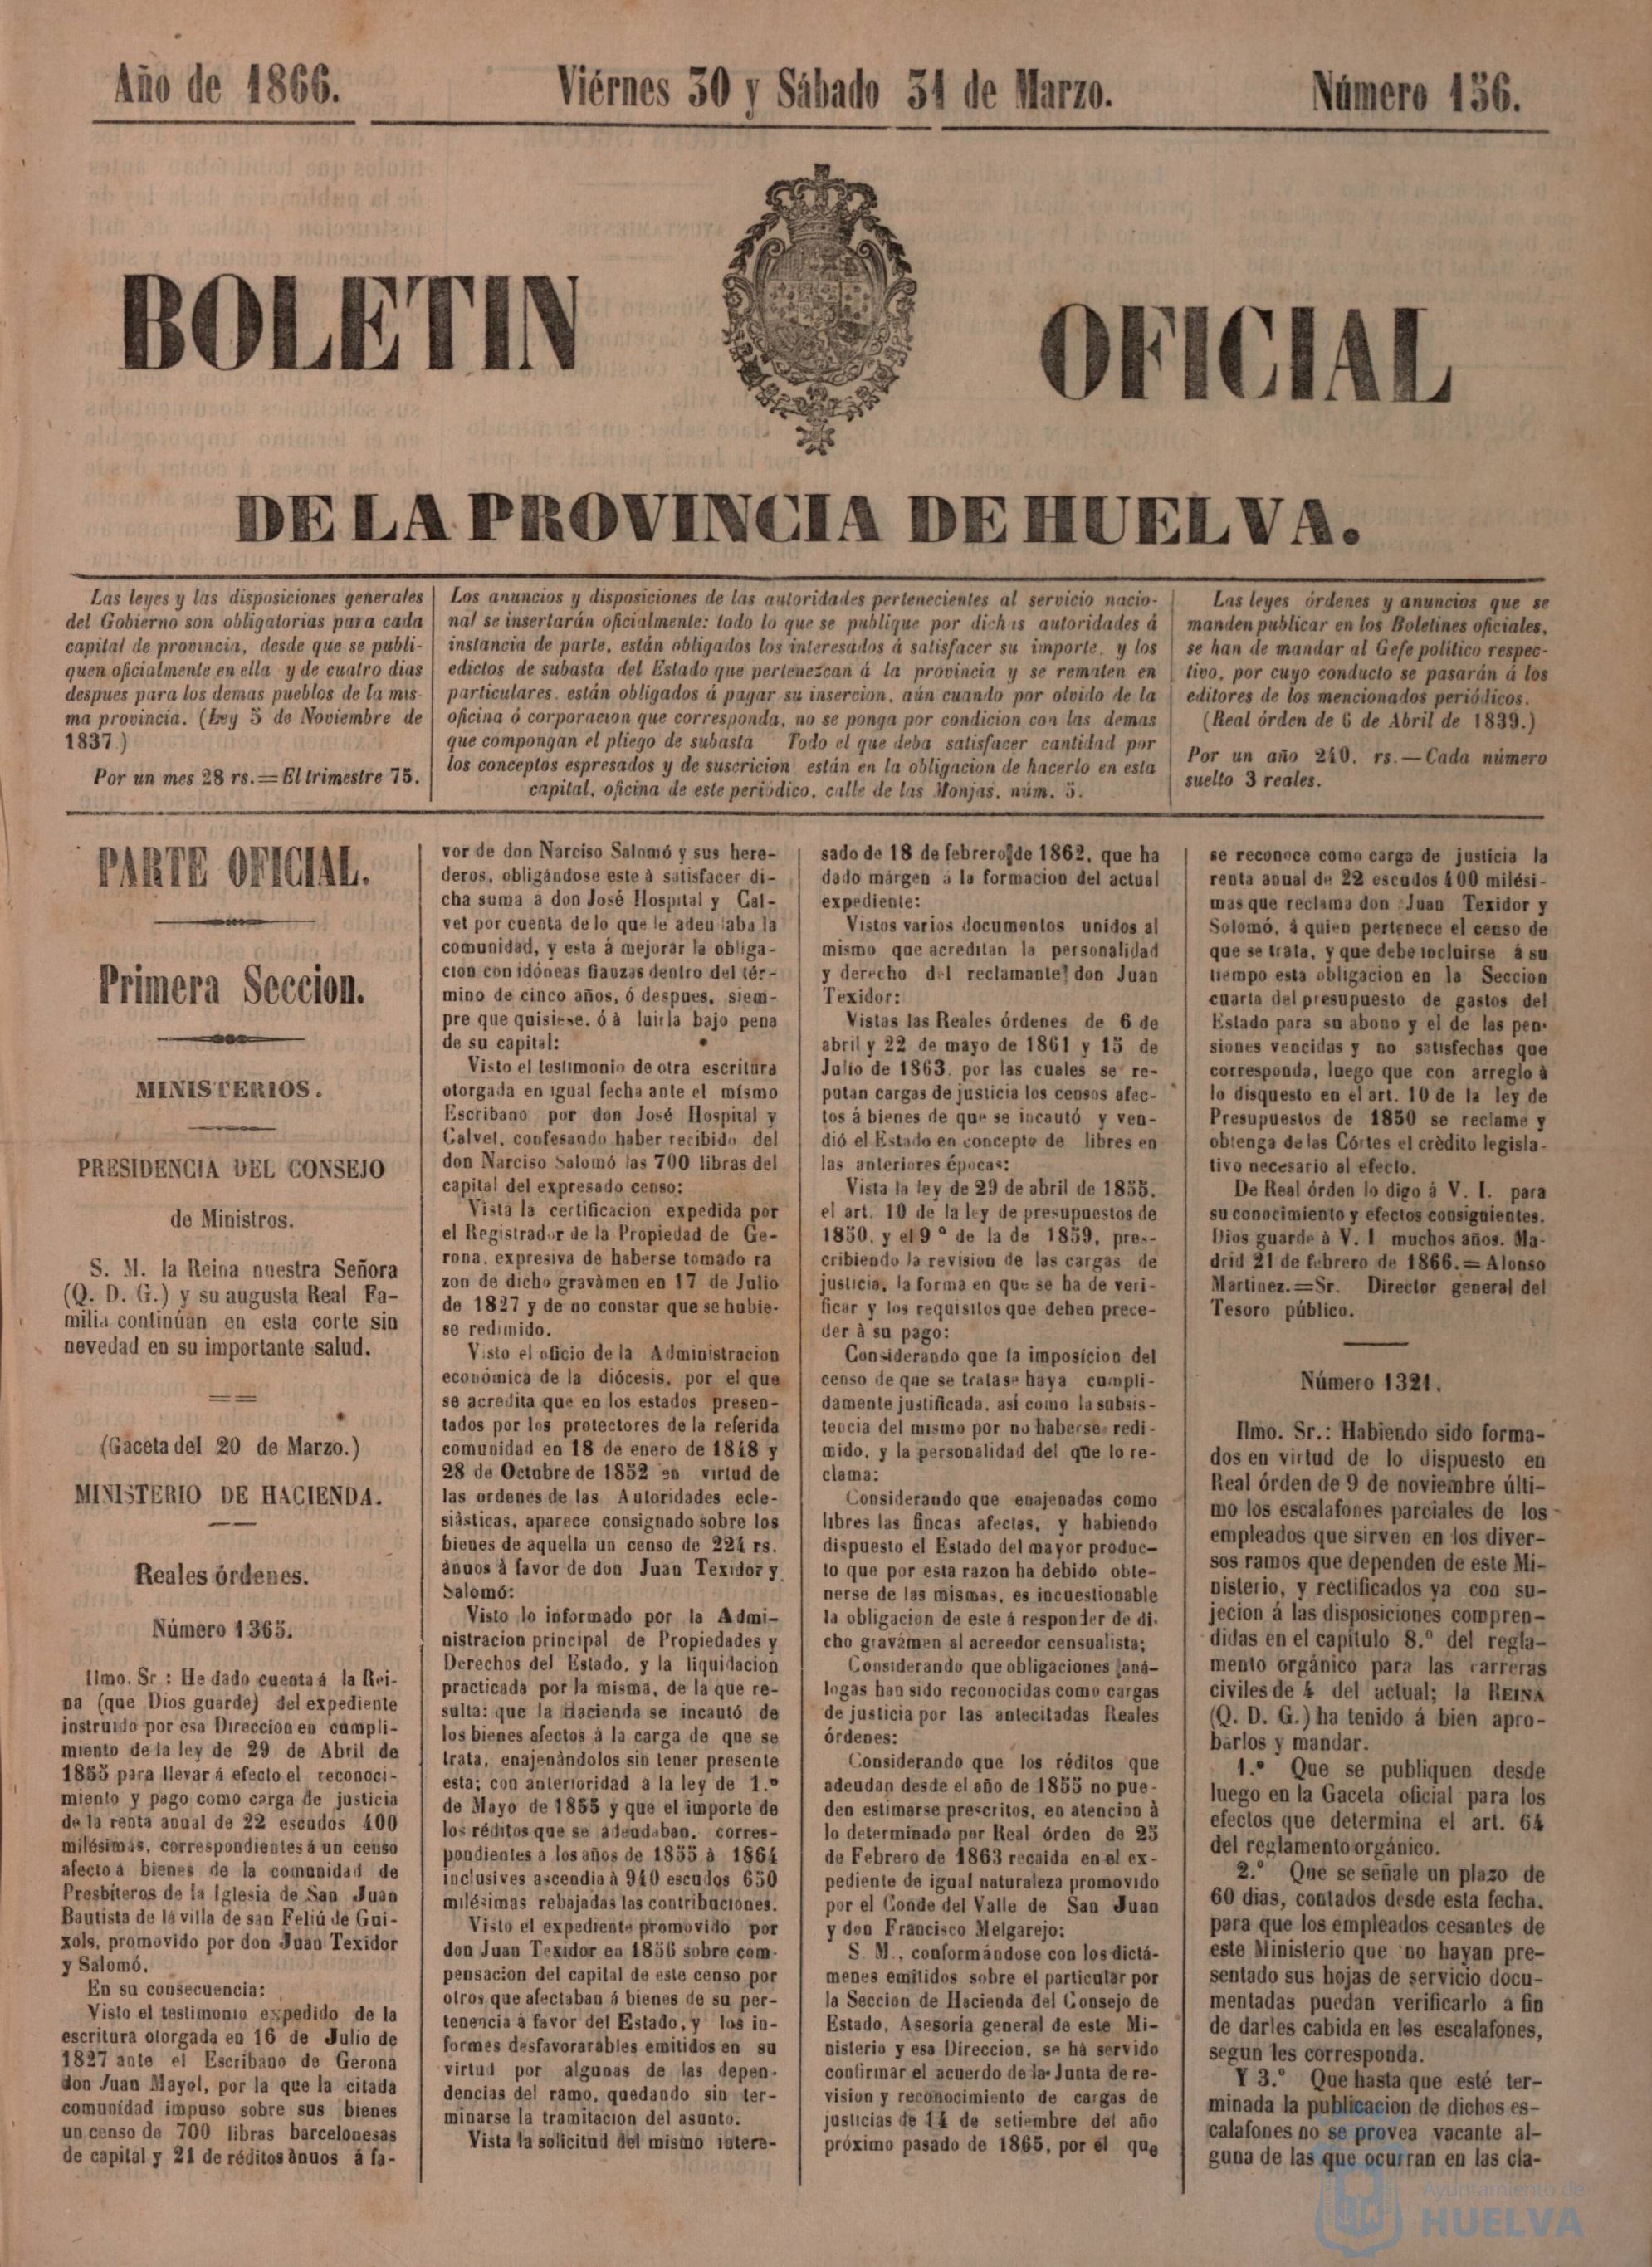 Año de 1866.
Viérnes 30 y Sábado 31 de Marzo.
Número 156.
BOLETIN OFICIAL
DE LA PROVINCIA DE HUELVA.
Las leyes y las disposiciones generales
del Gobierno son obligatorias para cada
capital de provincia, desde que se publi-
quen oficialmente en ella y de cuatro dias
despues para los demas pueblos de la mis-
ma provincia. (Ley 3 de Noviembre de
1837.)
Por un mes 28 rs.=El trimestre 75.
Los anuncios y disposiciones de las autoridades pertenecientes al servicio nacio-
nal se insertarán oficialmente: todo lo que se publique por dichas autoridades á
instancia de parte, están obligados los interesados á satisfacer su importe, y los
edictos de subasta del Estado que pertenezcan á la provincia y se rematen en
particulares, están obligados á pagar su insercion, aún cuando por olvido de la
oficina ó corporacion que corresponda, no se ponga por condicion con las demas
que compongan el pliego de subasta Todo el que deba satisfacer cantidad por
los conceptos espresados y de suscricion están en la obligacion de hacerlo en esta
capital, oficina de este periodico, calle de las Monjas, núm. 5.
Las leyes órdenes y anuncios que se
manden publicar en los Boletines oficiales,
se han de mandar al Gefe politico respec-
tivo, por cuyo conducto se pasarán á los
editores de los mencionados periódicos.
(Real órden de 6 de Abril de 1839.)
Por un año 240. rs.—Cada número
suelto 3 reales.
PARTE OFICIAL.
Primera Seccion.
MINISTERIOS.
PRESIDENCIA DEL CONSEJO
de Ministros.
S. M. la Reina nuestra Señora
(Q. D. G.) y su augusta Real Fa-
milia continúan en esta corte sin
novedad en su importante salud.
(Gaceta del 20 de Marzo.)
MINISTERIO DE HACIENDA.
Reales órdenes.
Número 1365.
Ilmo. Sr.: He dado cuenta á la Rei-
na (que Dios guarde) del expediente
instruido por esa Direccion en cumpli-
miento de la ley de 29 de Abril de
1855 para llevar á efecto el reconoci-
miento y pago como carga de justicia
de la renta anual de 22 escudos 400
milésimas, correspondientes á un censo
afecto á bienes de la comunidad de
Presbíteros de la Iglesia de San Juan
Bautista de la villa de san Feliú de Gui-
xols, promovido por don Juan Texidor
y Salomó.
En su consecuencia:
Visto el testimonio expedido de la
escritura otorgada en 16 de Julio de
1827 ante el Escribano de Gerona
don Juan Mayol, por la que la citada
comunidad impuso sobre sus bienes
un censo de 700 libras barcelonesas
de capital y 21 de réditos ànuos á fa-
vor de don Narciso Salomó y sus here-
deros, obligándose este à satisfacer di-
cha suma á don José Hospital y Cal-
vet por cuenta de lo que le adeudaba la
comunidad, y esta á mejorar la obliga-
cion con idóneas fianzas dentro del tér-
mino de cinco años, ó despues, siem-
pre que quisiese, ó à luirla bajo pena
de su capital:
Visto el testimonio de otra escritúra
otorgada en igual fecha ante el mismo
Escribano por don José Hospital y
Calvet, confesando haber recibido del
don Narciso Salomó las 700 libras del
capital del expresado censo:
Vista la certificacion expedida por
el Registrador de la Propiedad de Ge-
rona, expresiva de haberse tomado ra
zon de dicho gravàmen en 17 de Julio
de 1827 y de no constar que se hubie-
se redimido.
Visto el oficio de la Administracion
económica de la diócesis, por el que
se acredita que en los estados presen-
tados por los protectores de la referida
comunidad en 18 de enero de 1848 y
28 de Octubre de 1852 en virtud de
las ordenes de las Autoridades ecle-
siàsticas, aparece consignado sobre los
bienes de aquella un censo de 224 rs.
ànuos à favor de don Juan Texidor y
Salomó:
Visto lo informado por la Admi-
nistracion principal de Propiedades y
Derechos del Estado, y la liquidacion
practicada por la misma, de la que re-
sulta: que la Hacienda se incautó de
los bienes afectos à la carga de que se
trata, enajenàndolos sin tener presente
esta; con anterioridad á la ley de 1.º
de Mayo de 1855 y que el importe de
los réditos que se adeudaban, corres-
pondientes à los años de 1855 à 1864
inclusives ascendia à 940 escudos 650
milésimas rebajadas las contribuciones.
Visto el expediente promovido por
don Juan Texidor en 1856 sobre com-
pensacion del capital de este censo por
otros que afectaban á bienes de su per-
tenencia à favor del Estado, y los in-
formes desfavorarables emitidos en su
virtud por algunas de las depen-
dencias del ramo, quedando sin ter-
minarse la tramitacion del asunto:
Vista la solicitud del mismo intere-
sado de 18 de febrero de 1862, que ha
dado márgen á la formacion del actual
expediente:
Vistos varios documentos unidos al
mismo que acreditan la personalidad
y derecho del reclamante don Juan
Texidor:
Vistas las Reales órdenes de 6 de
abril y 22 de mayo de 1861 y 15 de
Julio de 1863, por las cuales se re-
putan cargas de justicia los censos afec-
tos á bienes de que se incautó y ven-
dió el Estado en concepto de libres en
las anteriores épocas:
Vista la ley de 29 de abril de 1855,
el art. 10 de la ley de presupuestos de
1850, y el 9º de la de 1859, pres-
cribiendo la revision de las cargas de
justicia, la forma en que se ha de veri-
ficar y los requisitos que deben prece-
der à su pago:
Considerando que la imposicion del
censo de que se tratase haya cumpli-
damente justificada, así como la subsis-
tencia del mismo por no haberse redi-
mido, y la personalidad del que lo re-
clama:
Considerando que enajenadas como
libres las fincas afectas, y habiendo
dispuesto el Estado del mayor produc-
to que por esta razon ha debido obte-
nerse de las mismas, es incuestionable
la obligacion de este á responder de di-
cho gravámen al acreedor censualista;
Considerando que obligaciones aná-
logas han sido reconocidas como cargas
de justicia por las antecitadas Reales
órdenes:
Considerando que los réditos que
adeudan desde el año de 1855 no pue-
den estimarse prescritos, en atencion à
lo determinado por Real órden de 25
de Febrero de 1863 recaida en el ex-
pediente de igual naturaleza promovido
por el Conde del Valle de San Juan
y don Francisco Melgarejo:
S. M., conformándose con los dictá-
menes emitidos sobre el particular por
la Seccion de Hacienda del Consejo de
Estado, Asesoria general de este Mi-
nisterio y esa Direccion, se hà servido
confirmar el acuerdo de la Junta de re-
vision y reconocimiento de cargas de
justicias de 14 de setiembre del año
próximo pasado de 1865, por el que
se reconoce como carga de justicia la
renta anual de 22 escudos 400 milési-
mas que reclama don Juan Texidor y
Solomó, á quien pertenece el censo de
que se trata, y que debe incluirse á su
tiempo esta obligacion en la Seccion
cuarta del presupuesto de gastos del
Estado para su abono y el de las pen-
siones vencidas y no satisfechas que
corresponda, luego que con arreglo à
lo disquesto en el art. 10 de la ley de
Presupuestos de 1850 se reclame y
obtenga de las Córtes el crèdito legisla-
tivo necesario al efecto.
De Real órden lo digo á V. I. para
su conocimiento y efectos consiguientes.
Dios guarde à V. I muchos años. Ma-
drid 21 de febrero de 1866.=Alonso
Martinez.=Sr. Director general del
Tesoro público.
Número 1321.
Ilmo. Sr.: Habiendo sido forma-
dos en virtud de lo dispuesto en
Real órden de 9 de noviembre últi-
mo los escalafones parciales de los
empleados que sirven en los diver-
sos ramos que dependen de este Mi-
nisterio, y rectificados ya con su-
jecion á las disposiciones compren-
didas en el capítulo 8.º del regla-
mento orgánico para las carreras
civiles de 4 del actual; la REINA
(Q. D. G.) ha tenido á bien apro-
barlos y mandar.
1.º Que se publiquen desde
luego en la Gaceta oficial para los
efectos que determina el art. 64
del reglamento orgánico.
2.º Que se señale un plazo de
60 dias, contados desde esta fecha,
para que los empleados cesantes de
este Ministerio que no hayan pre-
sentado sus hojas de servicio docu-
mentadas puedan verificarlo á fin
de darles cabida en los escalafones,
segun les corresponda.
Y 3.º Que hasta que esté ter-
minada la publicacion de dichos es-
calafones no se provea vacante al-
guna de las que ocurran en las cla-
Ayuntamiento de
HUELVA